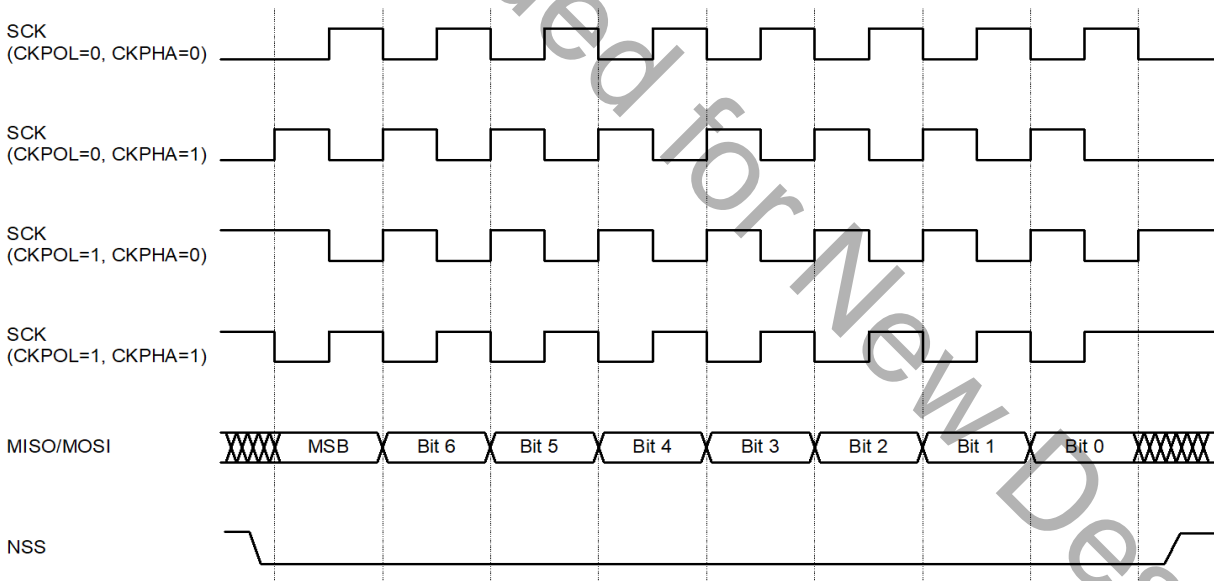 SCK
(CKPOL=0, CKPHA=0)
SCK
(CKPOL=0, CKPHA=1)
SCK
(CKPOL=1, CKPHA=0)
SCK
(CKPOL=1, CKPHA=1)
MISO/MOSI
MSB Bit 6 Bit 5 Bit 4 Bit 3 Bit 2 Bit 1 Bit 0
NSS
for New